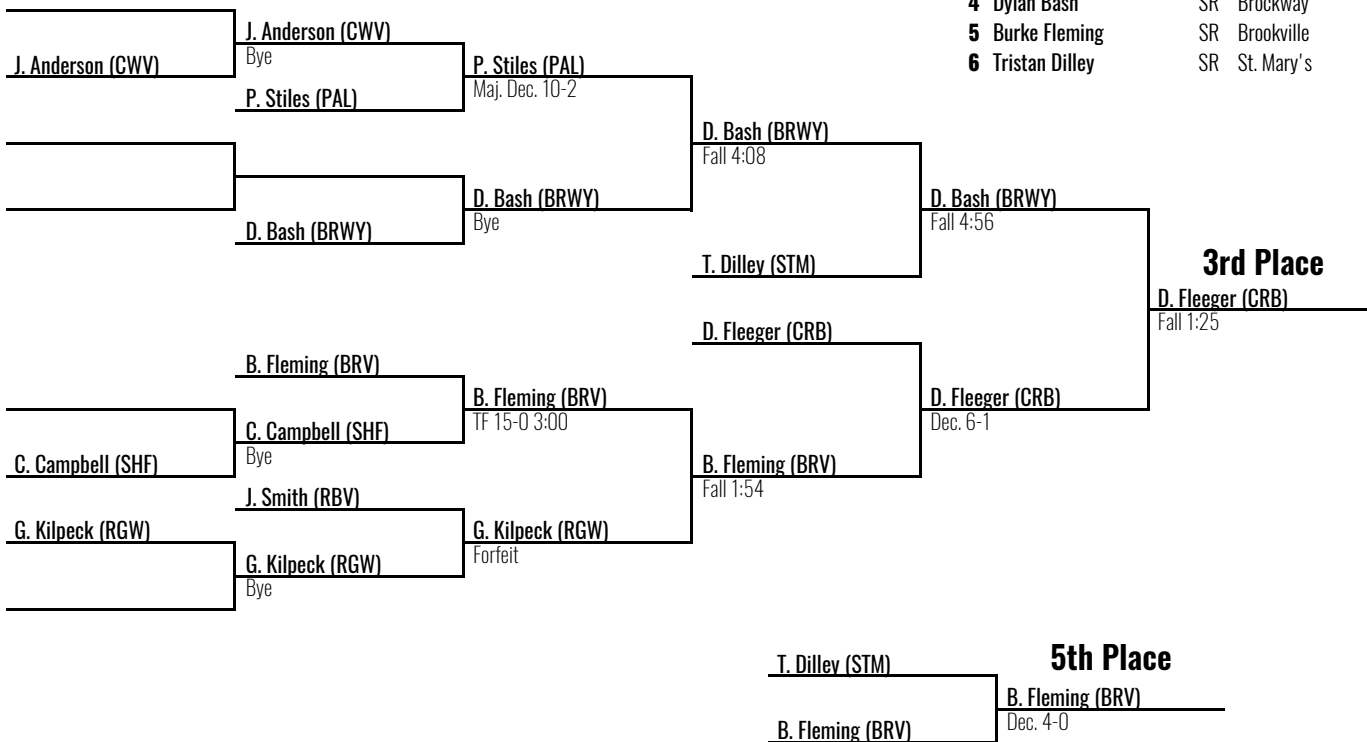 4 Dylan Bash SR Brockway
5 Burke Fleming SR Brookville
6 Tristan Dilley SR St. Mary's
J. Anderson (CWV)
J. Anderson (CWV)
Bye
P. Stiles (PAL)
P. Stiles (PAL)
Maj. Dec. 10-2
D. Bash (BRWY)
D. Bash (BRWY)
Bye
D. Bash (BRWY)
Fall 4:08
T. Dilley (STM)
D. Bash (BRWY)
Fall 4:56
3rd Place
D. Fleeger (CRB)
Fall 1:25
D. Fleeger (CRB)
D. Fleeger (CRB)
Dec. 6-1
B. Fleming (BRV)
B. Fleming (BRV)
TF 15-0 3:00
C. Campbell (SHF)
C. Campbell (SHF)
Bye
B. Fleming (BRV)
Fall 1:54
J. Smith (RBV)
G. Kilpeck (RGW)
G. Kilpeck (RGW)
Forfeit
G. Kilpeck (RGW)
Bye
5th Place
T. Dilley (STM)
B. Fleming (BRV)
Dec. 4-0
B. Fleming (BRV)